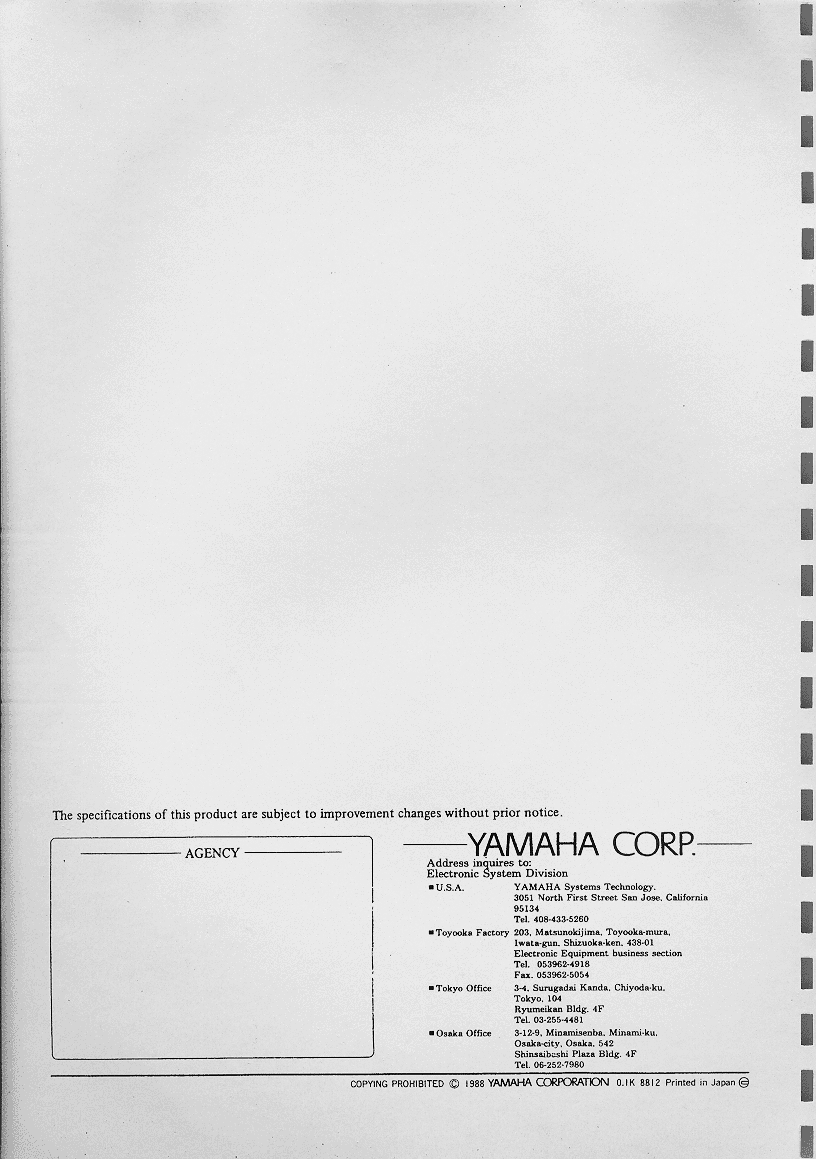 The specifications of this product are subject to improvement changes without prior notice.
AGENCY
YAMAHA CORP.
Address inquires to:
Electronic System Division
■ U.S.A. YAMAHA Systems Technology.
3051 North First Street San Jose. California
95134
Tel. 408-433-5260
■ Toyooka Factory 203, Matsunokijima, Toyooka-mura,
Iwata-gun, Shizuoka-ken, 438-01
Electronic Equipment business section
Tel. 053962-4918
Fax. 053962-5054
■ Tokyo Office 3-4, Surugadai Kanda, Chiyoda-ku,
Tokyo, 104
Ryumeikan Bldg. 4F
Tel. 03-255-4481
■ Osaka Office 3-12-9, Minamisenba, Minami-ku,
Osaka-city, Osaka, 542
Shinsaibashi Plaza Bldg. 4F
Tel. 06-252-7980
COPYING PROHIBITED © 1988 YAMAHA CORPORATION 0.1K 8812 Printed in Japan